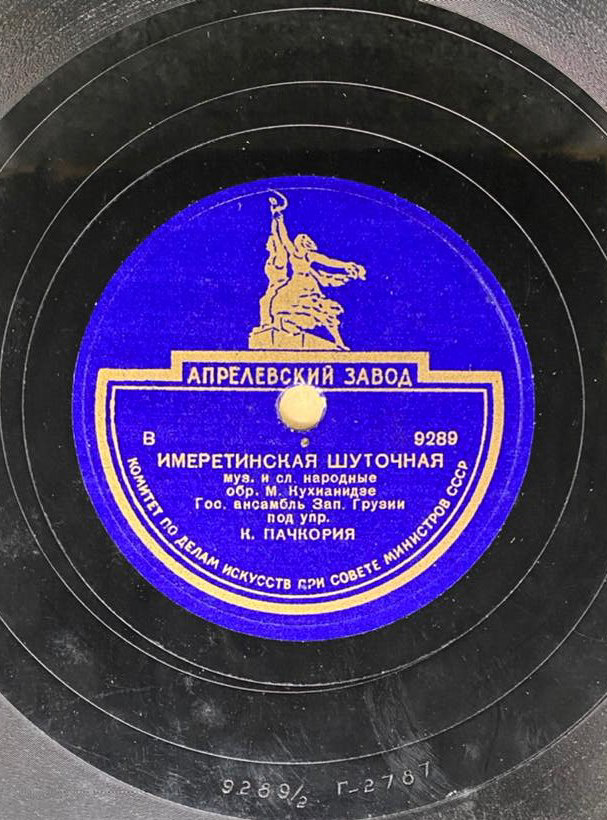 АПРЕЛЕВСКИЙ ЗАВОД
В 9289
ИМЕРЕТИНСКАЯ ШУТОЧНАЯ
муз. и сл. народные
обр. М. Кухианидзе
Гос. ансамбль Зап. Грузии
под упр.
К. ПАЧКОРИЯ
КОМИТЕТ ПО ДЕЛАМ ИСКУССТВ ПРИ СОВЕТЕ МИНИСТРОВ СССР
9289/2 Г-2787